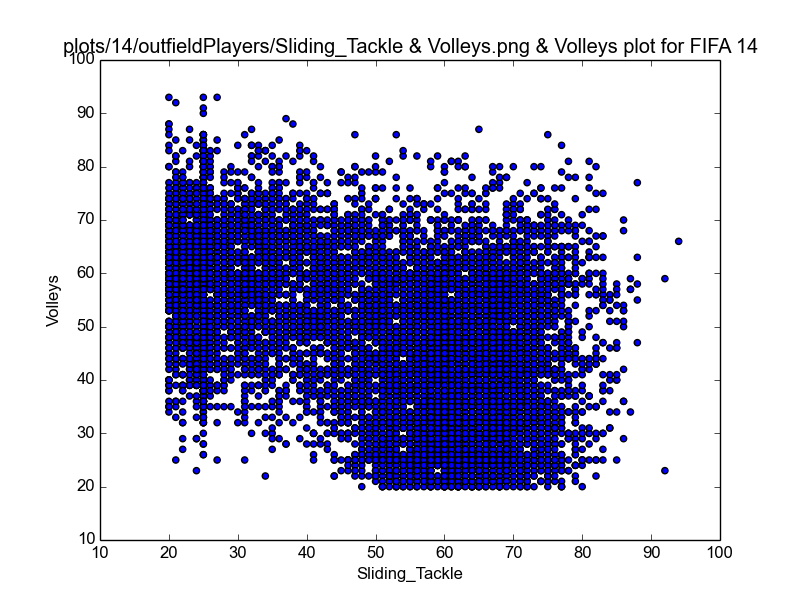 plots/14/outfieldPlayers/Sliding_Tackle & Volleys.png & Volleys plot for FIFA 14
100
90
80
70
60
50
40
30
20
10
Volleys
10 20 30 40 50 60 70 80 90 100
Sliding_Tackle